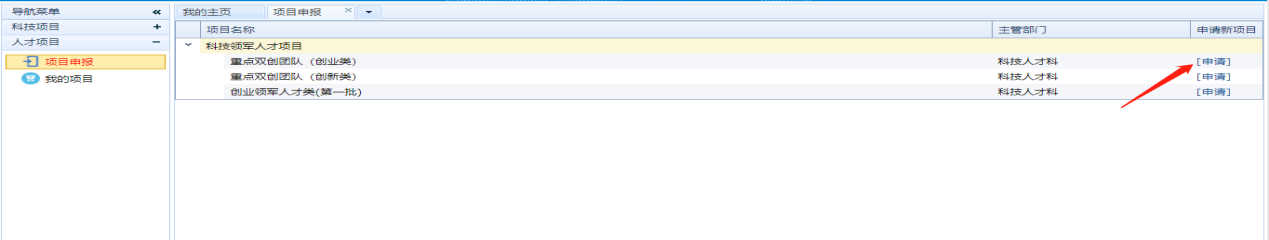 导航菜单
科技项目
人才项目
项目申报
我的项目
我的主页 项目申报
项目名称 主管部门 申请新项目
科技领军人才项目
重点双创团队（创业类） 科技人才科 [申请]
重点双创团队（创新类） 科技人才科 [申请]
创业领军人才类(第一批) 科技人才科 [申请]